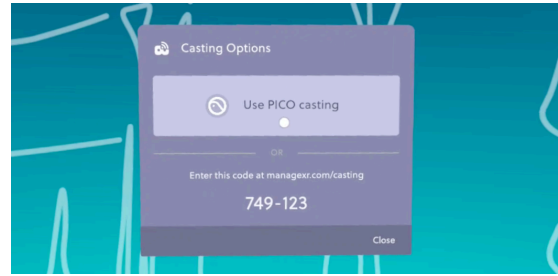 Casting Options
Use PICO casting
OR
Enter this code at managexr.com/casting
749-123
Close